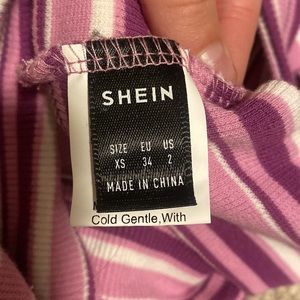 SHEIN
SIZE EU US
XS 34 2
MADE IN CHINA
Cold Gentle,With